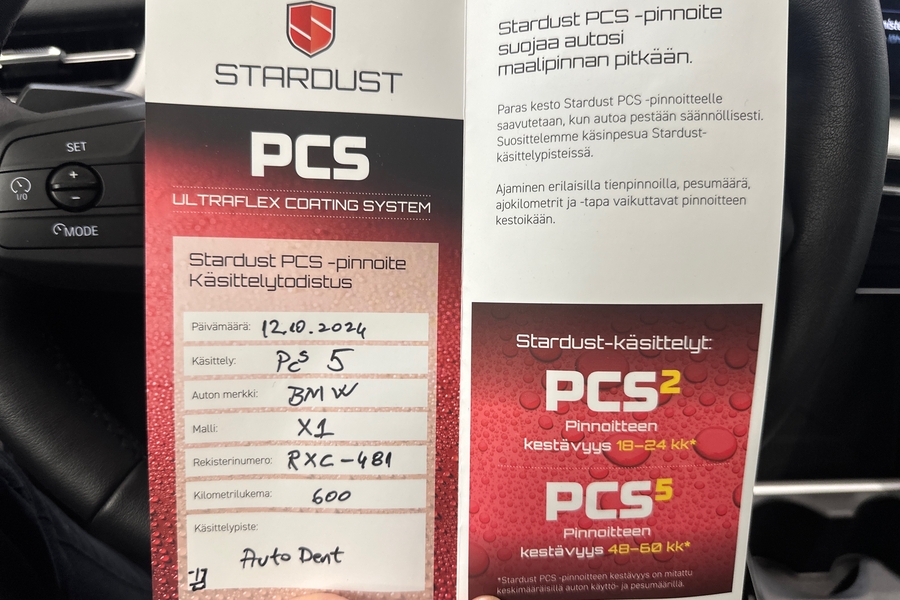 STARDUST
PCS
ULTRAFLEX COATING SYSTEM
Stardust PCS -pinnoite
Käsittelytodistus
Päivämäärä: 12.10.2024
Käsittely: PCS 5
Auton merkki: BMW
Malli: X1
Rekisterinumero: RXC-481
Kilometrilukema: 600
Käsittelypiste:
Auto Dent
Stardust PCS -pinnoite
suojaa autosi
maalipinnan pitkään.
Paras kesto Stardust PCS -pinnoitteelle
saavutetaan, kun autoa pestään säännöllisesti.
Suosittelemme käsinpesua Stardust-
käsittelypisteissä.
Ajaminen erilaisilla tienpinnoilla, pesumäärä,
ajokilometrit ja -tapa vaikuttavat pinnoitteen
kestoikään.
Stardust-käsittelyt:
PCS2
Pinnoitteen
kestävyys 18–24 kk*
PCS5
Pinnoitteen
kestävyys 48–60 kk*
*Stardust PCS -pinnoitteen kestävyys on mitattu
keskimääräisillä auton käyttö- ja pesumäärillä.
SET
+
−
I/O
MODE